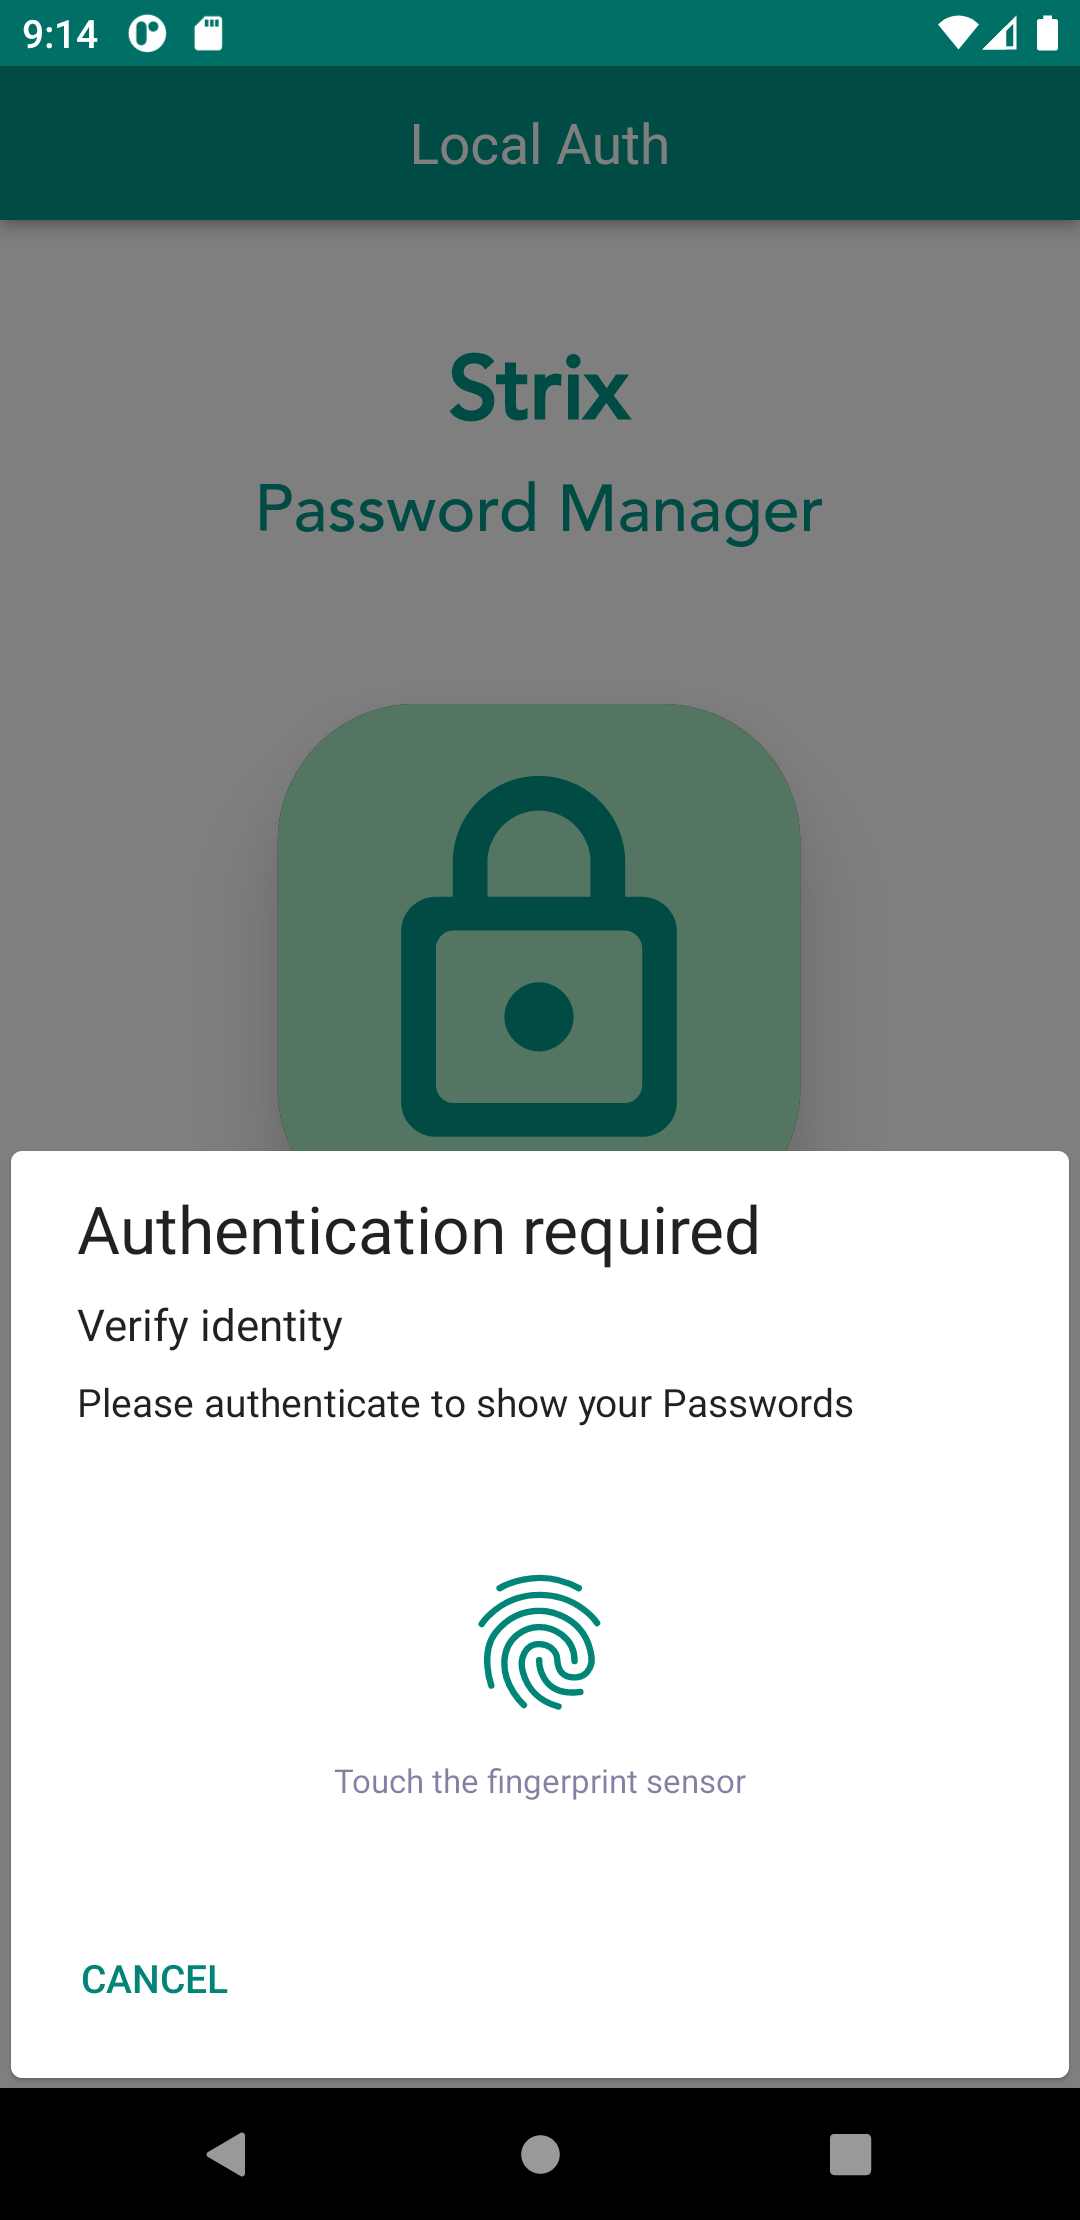 9:14
Local Auth
Strix
Password Manager
Authentication required
Verify identity
Please authenticate to show your Passwords
Touch the fingerprint sensor
CANCEL